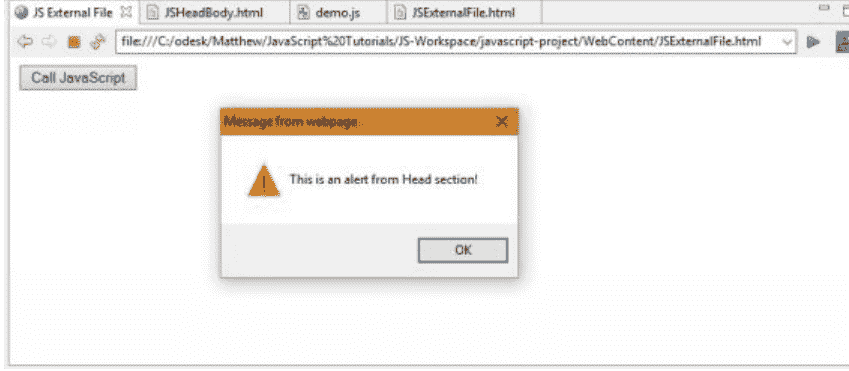 JS External File JSHeadBody.html demo.js JSExternalFile.html
file:///C:/odesk/Matthew/JavaScript%20Tutorials/JS-Workspace/javascript-project/WebContent/JSExternalFile.html
Call JavaScript
Message from webpage
This is an alert from Head section!
OK